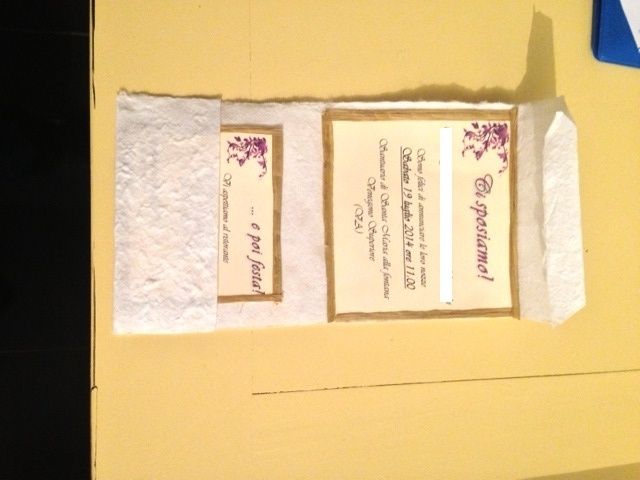 Ci sposiamo!
Sono felici di annunciare le loro nozze
Sabato 19 luglio 2014 ore 11.00
Santuario di Santa Maria alla fontana
Venegono Superiore
(VA)
... e poi festa!
Vi aspettiamo al ristorante